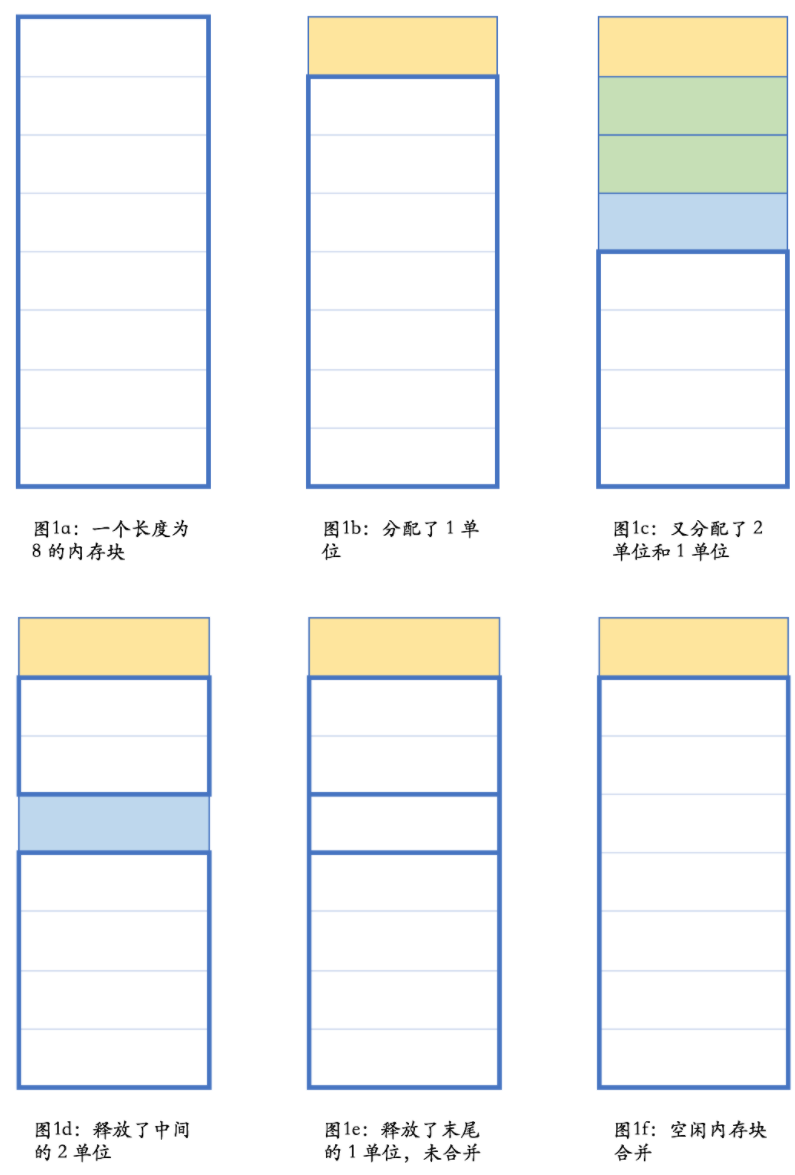 图1a：一个长度为
8 的内存块
图1b：分配了 1 单
位
图1c：又分配了 2
单位和 1 单位
图1d：释放了中间
的 2 单位
图1e：释放了末尾
的 1 单位，未合并
图1f：空闲内存块
合并